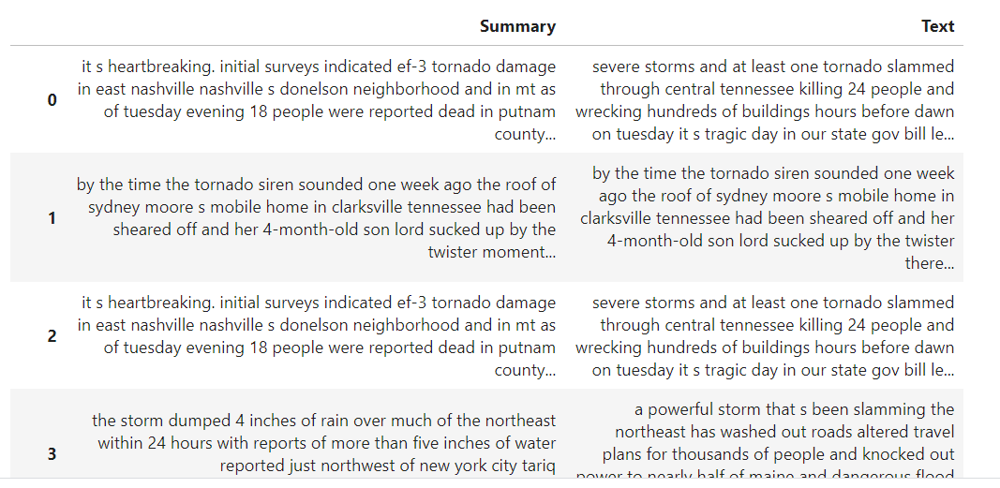 Summary Text
0
it s heartbreaking. initial surveys indicated ef-3 tornado damage
in east nashville nashville s donelson neighborhood and in mt as
of tuesday evening 18 people were reported dead in putnam
county...
severe storms and at least one tornado slammed
through central tennessee killing 24 people and
wrecking hundreds of buildings hours before dawn
on tuesday it s tragic day in our state gov bill le...
1
by the time the tornado siren sounded one week ago the roof of
sydney moore s mobile home in clarksville tennessee had been
sheared off and her 4-month-old son lord sucked up by the
twister moment...
by the time the tornado siren sounded one week
ago the roof of sydney moore s mobile home in
clarksville tennessee had been sheared off and her
4-month-old son lord sucked up by the twister
there...
2
it s heartbreaking. initial surveys indicated ef-3 tornado damage
in east nashville nashville s donelson neighborhood and in mt as
of tuesday evening 18 people were reported dead in putnam
county...
severe storms and at least one tornado slammed
through central tennessee killing 24 people and
wrecking hundreds of buildings hours before dawn
on tuesday it s tragic day in our state gov bill le...
3
the storm dumped 4 inches of rain over much of the northeast
within 24 hours with reports of more than five inches of water
reported just northwest of new york city tariq
a powerful storm that s been slamming the
northeast has washed out roads altered travel
plans for thousands of people and knocked out
power to nearly half of maine and dangerous flood